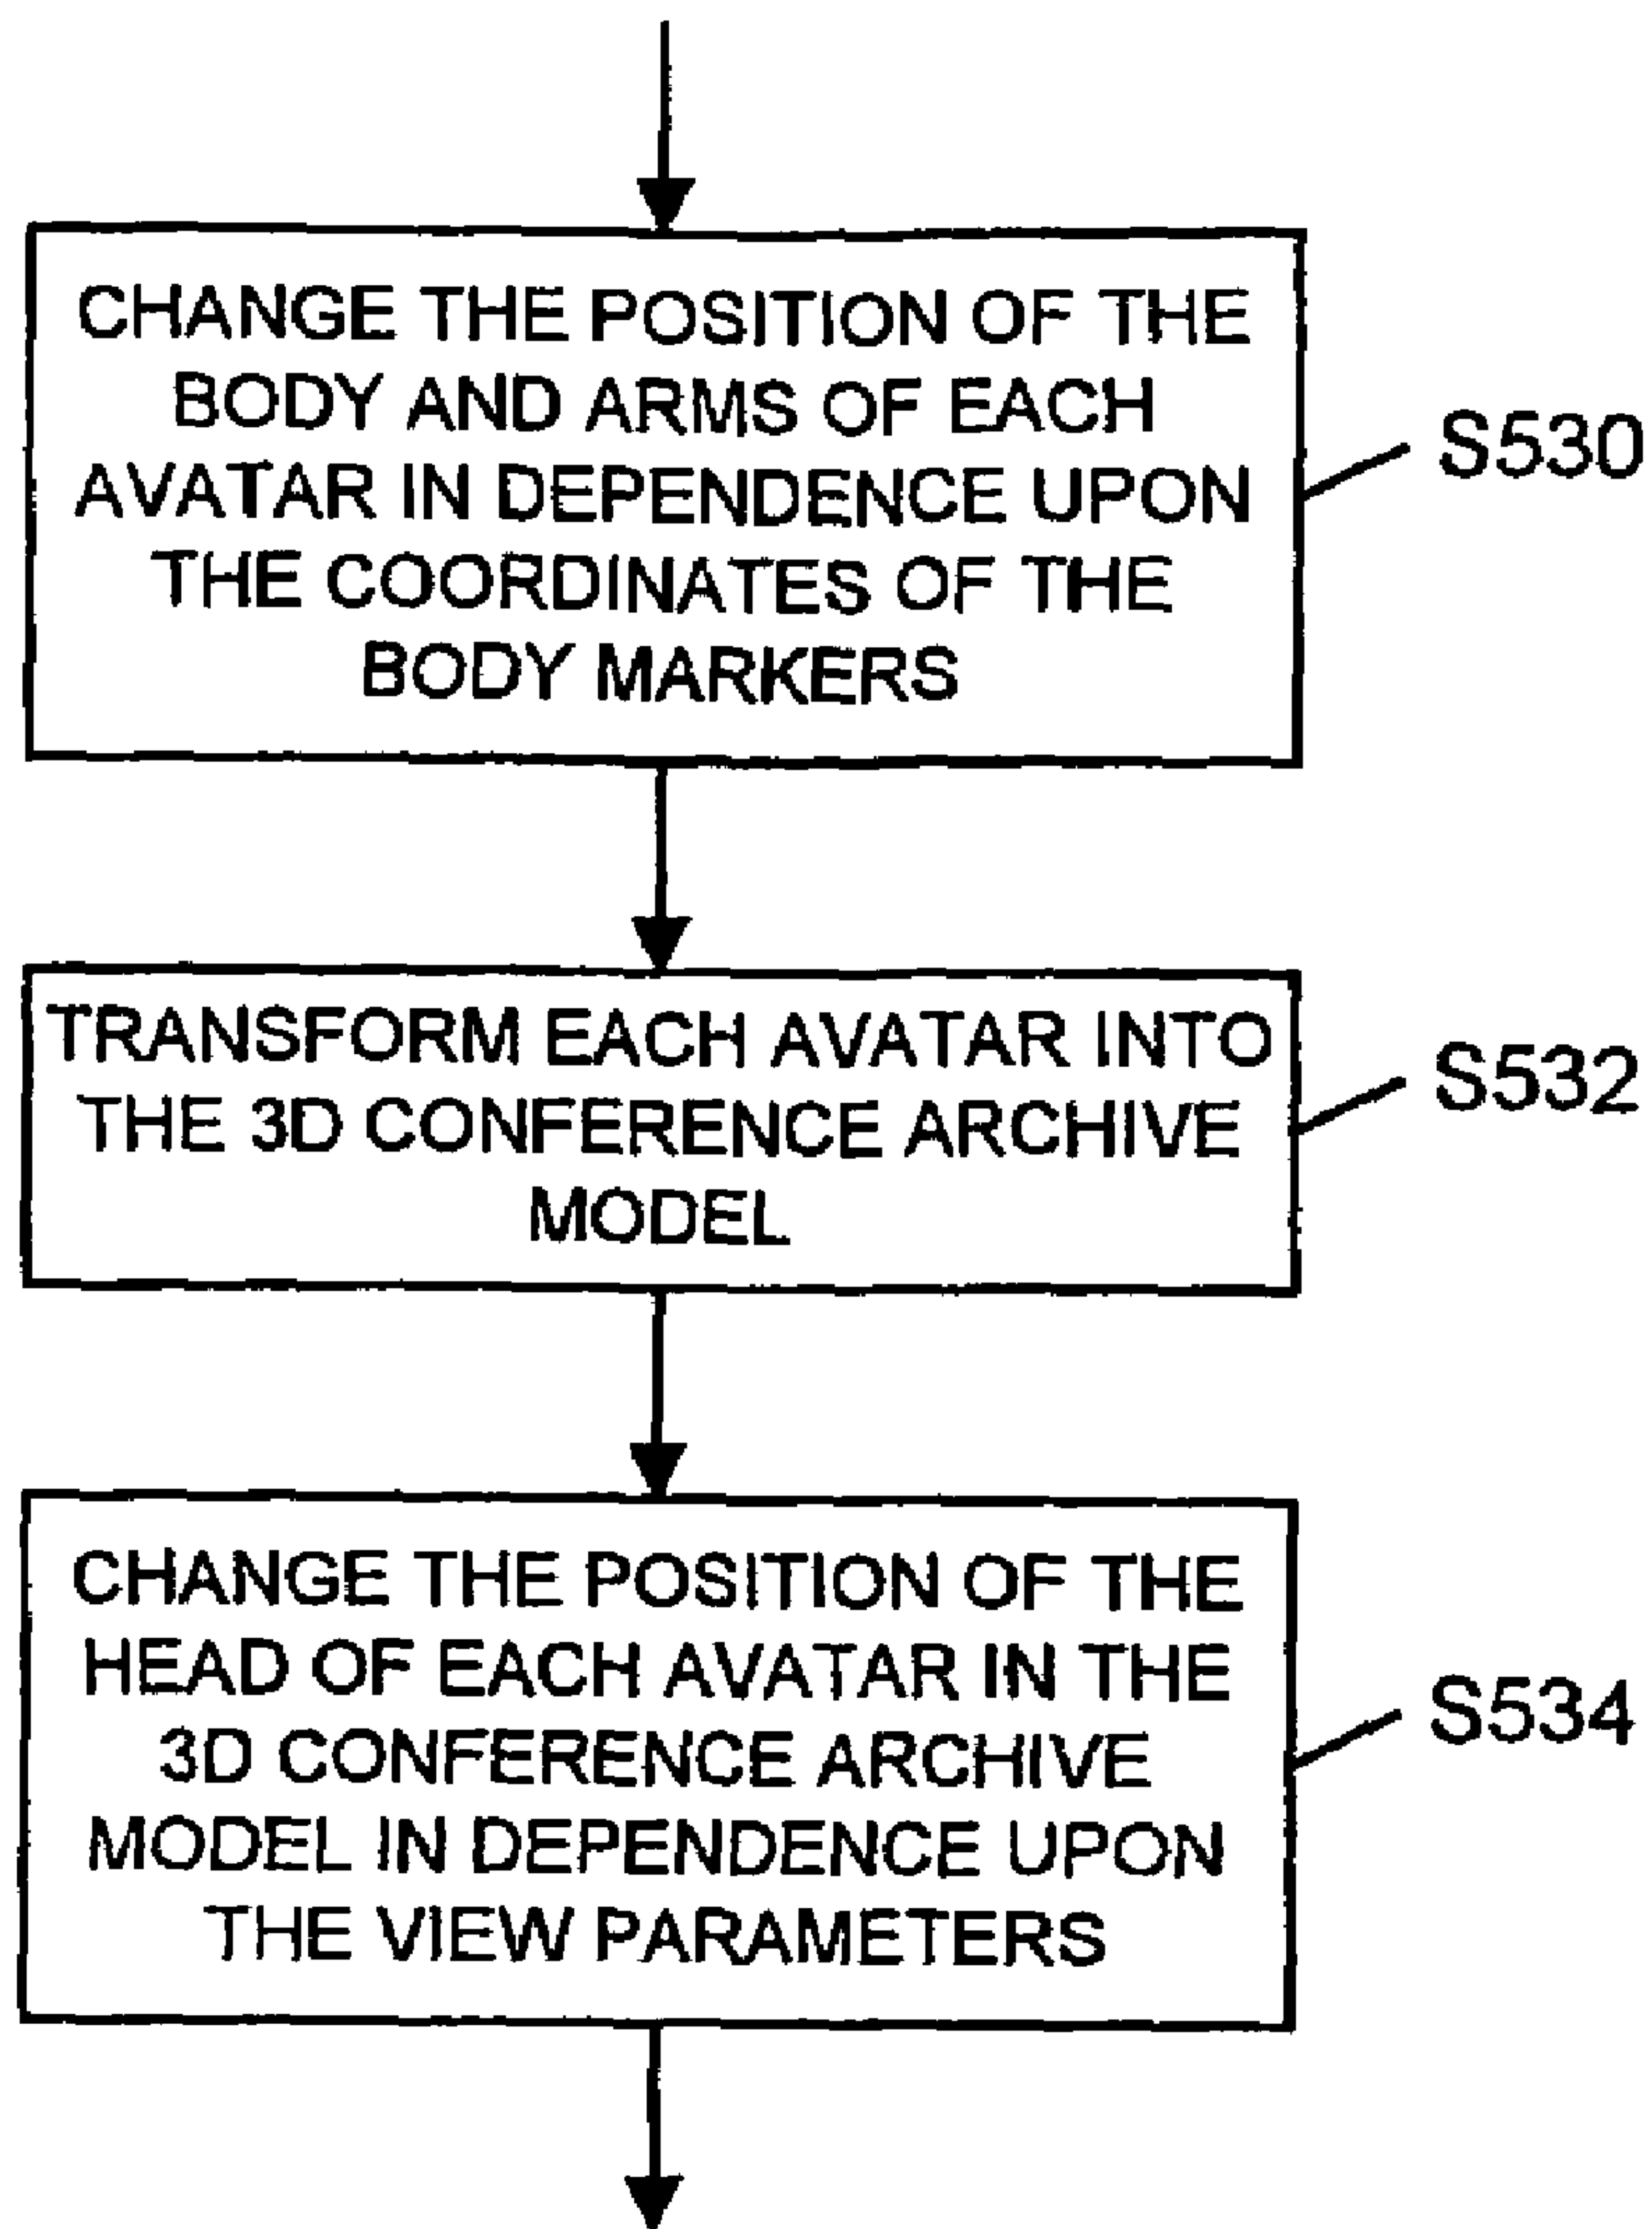 CHANGE THE POSITION OF THE
BODY AND ARMS OF EACH
AVATAR IN DEPENDENCE UPON
THE COORDINATES OF THE
BODY MARKERS
S530
TRANSFORM EACH AVATAR INTO
THE 3D CONFERENCE ARCHIVE
MODEL
S532
CHANGE THE POSITION OF THE
HEAD OF EACH AVATAR IN THE
3D CONFERENCE ARCHIVE
MODEL IN DEPENDENCE UPON
THE VIEW PARAMETERS
S534